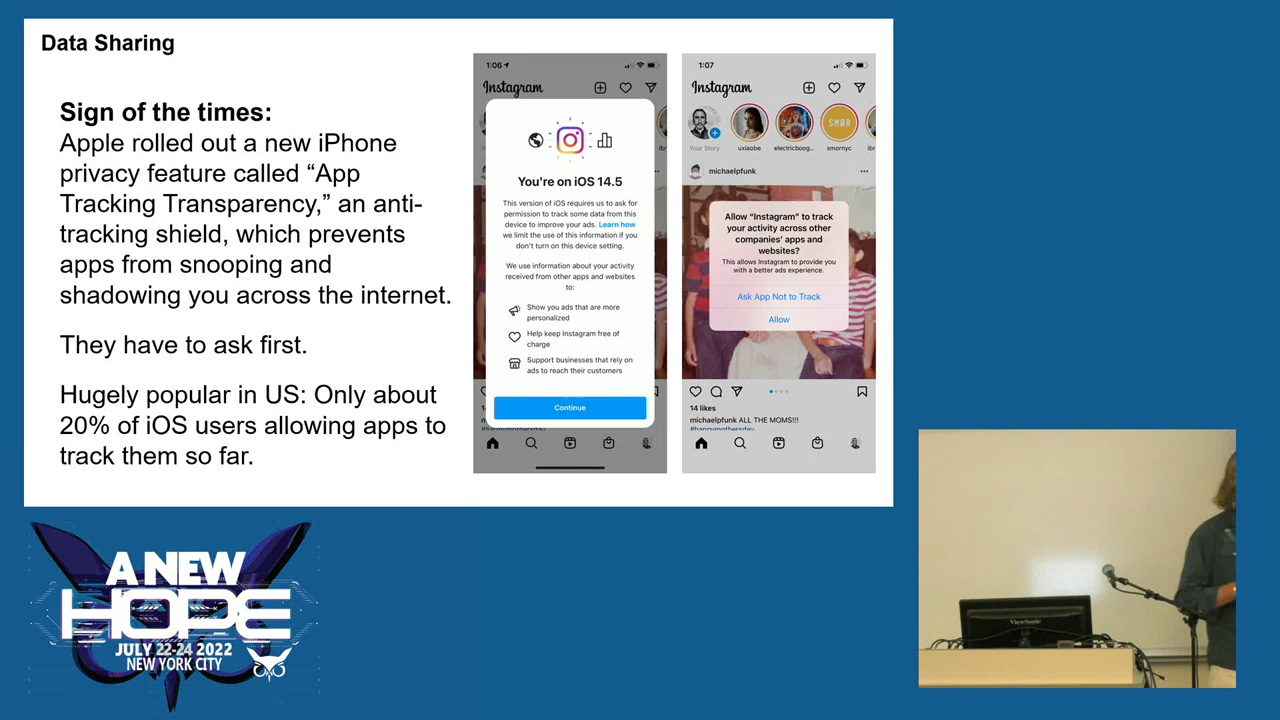 Data Sharing
Sign of the times:
Apple rolled out a new iPhone
privacy feature called “App
Tracking Transparency,” an anti-
tracking shield, which prevents
apps from snooping and
shadowing you across the internet.
They have to ask first.
Hugely popular in US: Only about
20% of iOS users allowing apps to
track them so far.
1:06
Instagram
You're on iOS 14.5
This version of iOS requires us to ask for
permission to track some data from this
device to improve your ads. Learn how
we limit the use of this information if you
don't turn on this device setting.
We use information about your activity
received from other apps and websites
to:
Show you ads that are more
personalized
Help keep Instagram free of
charge
Support businesses that rely on
ads to reach their customers
Continue
1:07
Instagram
SMØR
Your Story
uxiaobe
electricboog...
smornyc
michaelpfunk
Allow “Instagram” to track
your activity across other
companies’ apps and
websites?
This allows Instagram to provide you
with a better ads experience.
Ask App Not to Track
Allow
14 likes
michaelpfunk ALL THE MOMS!!!
#happymothersday
A NEW
HOPE
JULY 22-24 2022
NEW YORK CITY
ViewSonic